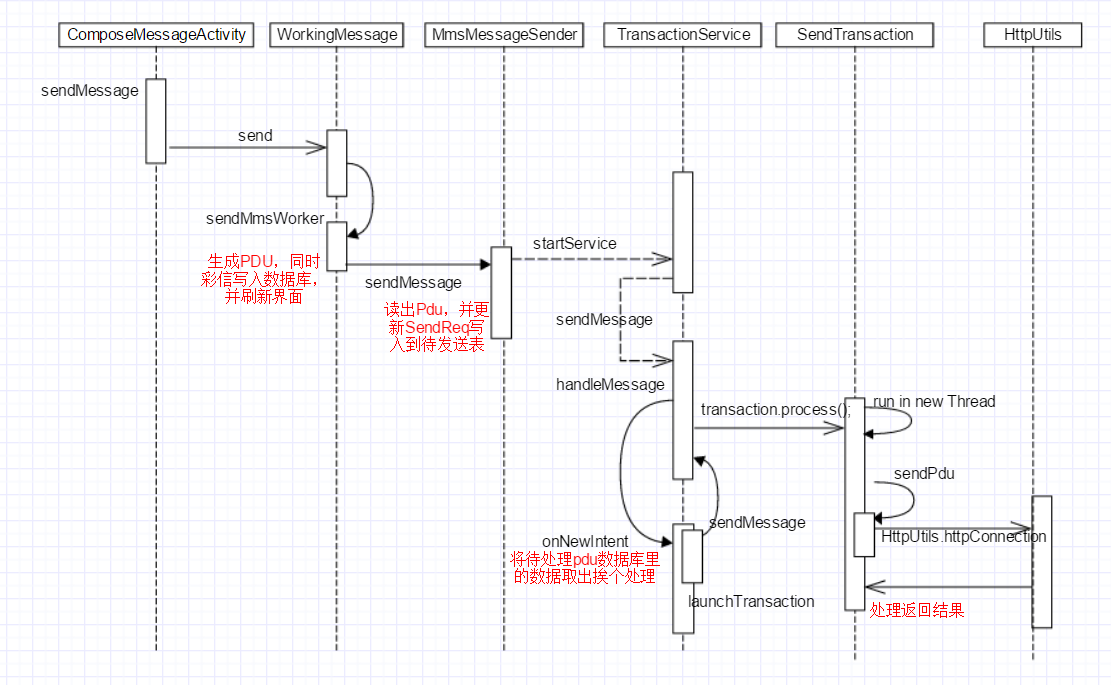 ComposeMessageActivity
WorkingMessage
MmsMessageSender
TransactionService
SendTransaction
HttpUtils
sendMessage
send
sendMmsWorker
生成PDU，同时
彩信写入数据库，
并刷新界面
sendMessage
读出Pdu，并更
新SendReq写
入到待发送表
startService
sendMessage
handleMessage
transaction.process();
run in new Thread
sendPdu
sendMessage
HttpUtils.httpConnection
onNewIntent
将待处理pdu数据库里
的数据取出挨个处理
launchTransaction
处理返回结果